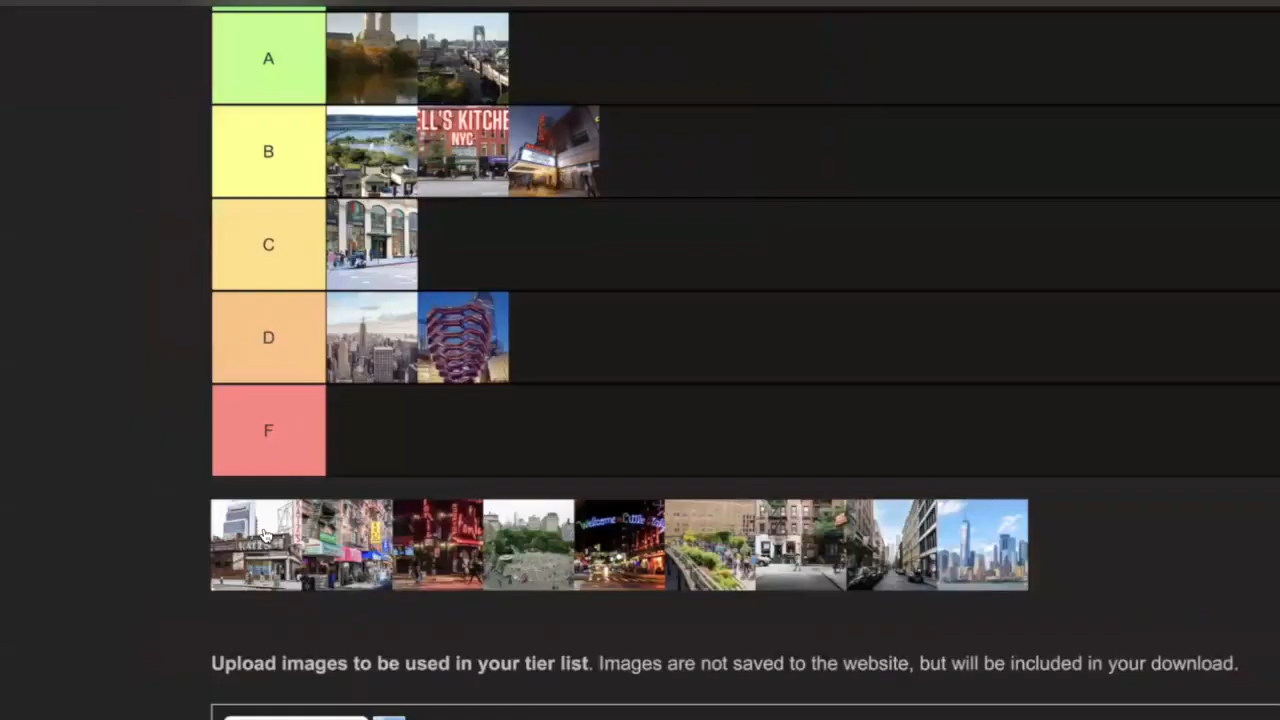 A
B
ELL'S KITCHE
NYC
C
D
F
Upload images to be used in your tier list. Images are not saved to the website, but will be included in your download.